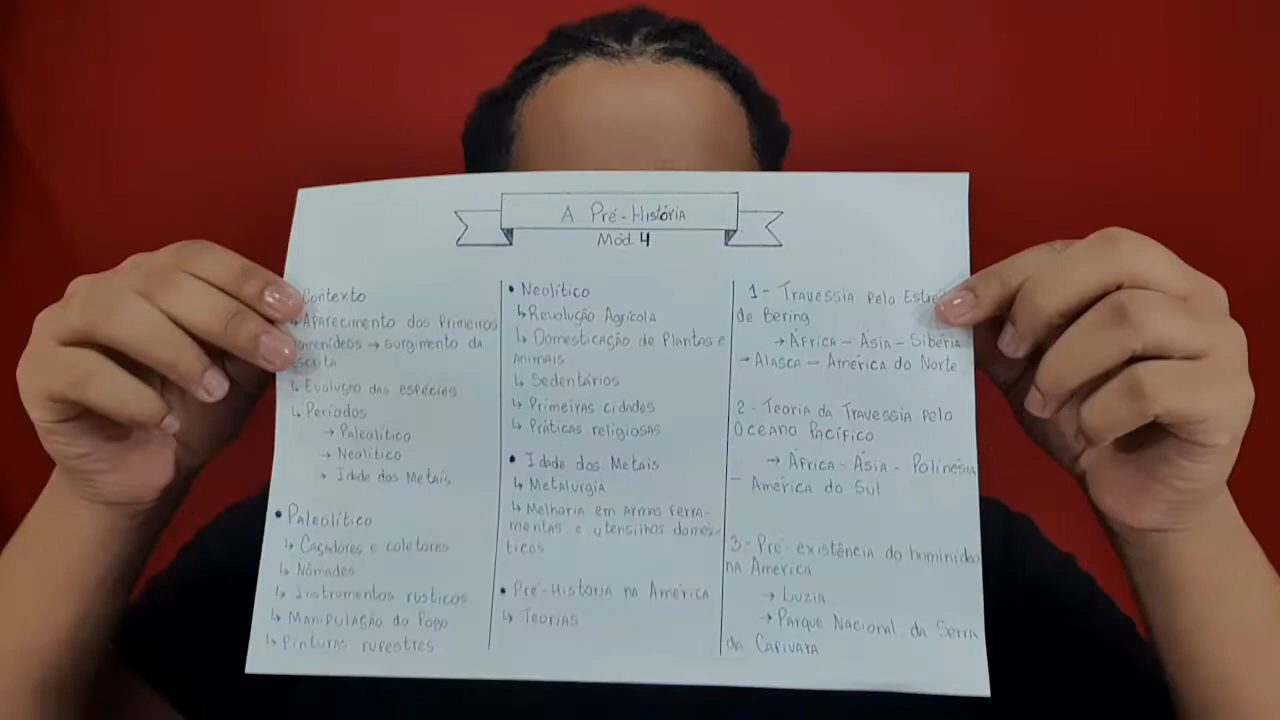 A Pré-História
Mód 4
Contexto
↳ Aparecimento dos Primeiros
→ surgimento da
↳ Evolução das espécies
↳ Períodos
→ Paleolítico
→ Neolítico
→ Idade dos Metais
• Paleolítico
↳ Caçadores e coletores
↳ Nômades
↳ Instrumentos rústicos
↳ Manipulação do Fogo
↳ Pinturas rupestres
• Neolítico
↳ Revolução Agrícola
↳ Domesticação de Plantas e
Animais
↳ Sedentários
↳ Primeiras cidades
↳ Práticas religiosas
• Idade dos Metais
↳ Metalurgia
↳ Melhoria em armas ferra-
mentas e utensílhos domés-
ticos
• Pré-História na América
↳ Teorias
1- Travessia pelo
de Bering
→ África - Ásia - Sibéria
- Alasca - América do Norte
2- Teoria da Travessia pelo
Oceano Pacífico
→ África - Ásia - Polinésia
- América do Sul
3- Pré-existência do hominídeo
na América
→ Luzia
→ Parque Nacional da Serra
da Capivara